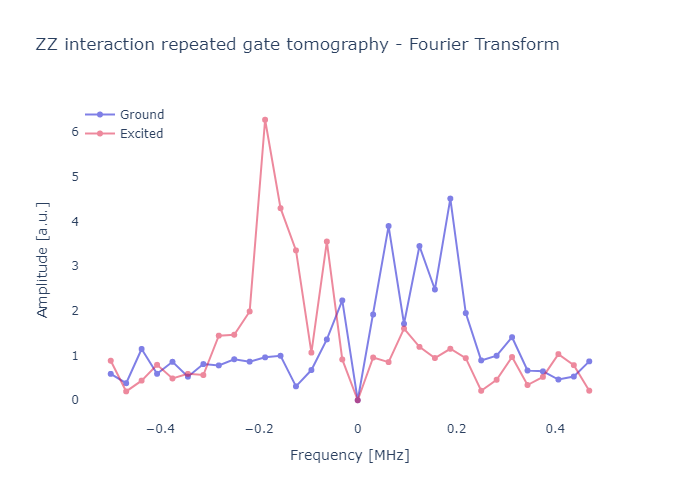 ZZ interaction repeated gate tomography - Fourier Transform
Ground
Excited
6
5
4
3
2
1
0
Amplitude [a.u.]
−0.4
−0.2
0
0.2
0.4
Frequency [MHz]